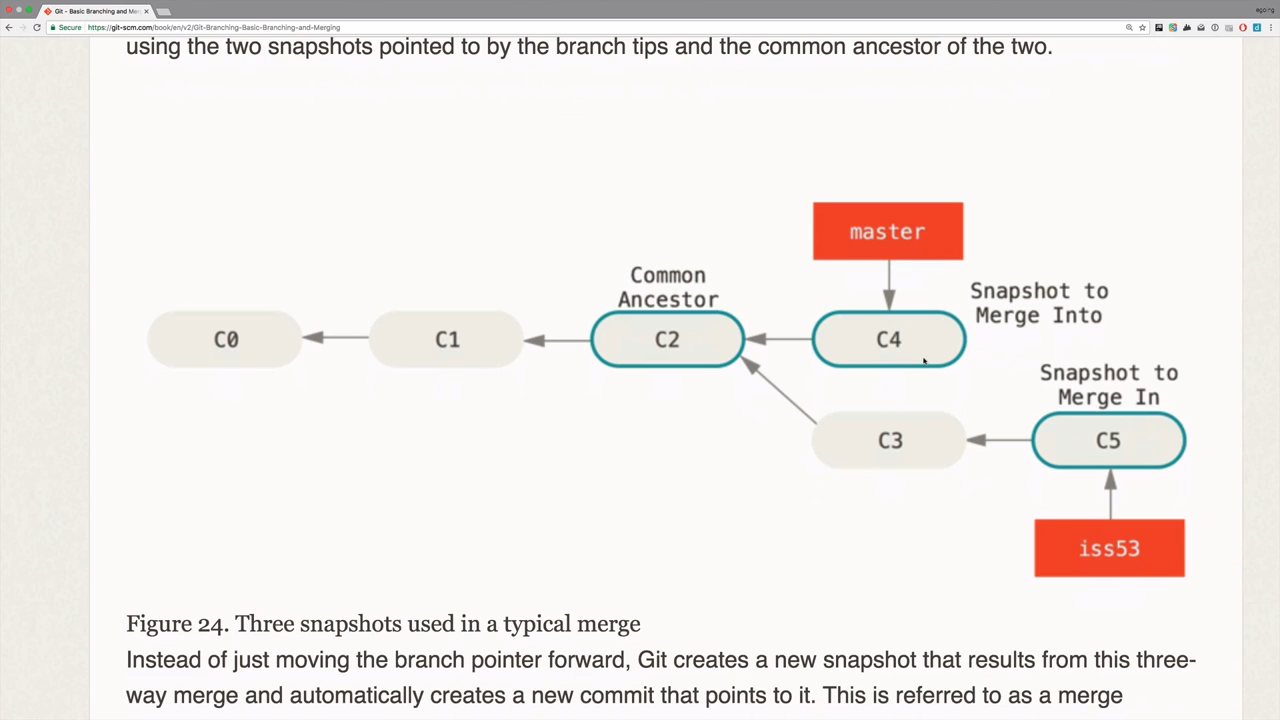 Git - Basic Branching and Mer
ego ing
Secure
https://git-scm.com/book/en/v2/Git-Branching-Basic-Branching-and-Merging
using the two snapshots pointed to by the branch tips and the common ancestor of the two.
master
Common
Ancestor
Snapshot to
Merge Into
C0
C1
C2
C4
Snapshot to
Merge In
C3
C5
iss53
Figure 24. Three snapshots used in a typical merge
Instead of just moving the branch pointer forward, Git creates a new snapshot that results from this three-
way merge and automatically creates a new commit that points to it. This is referred to as a merge